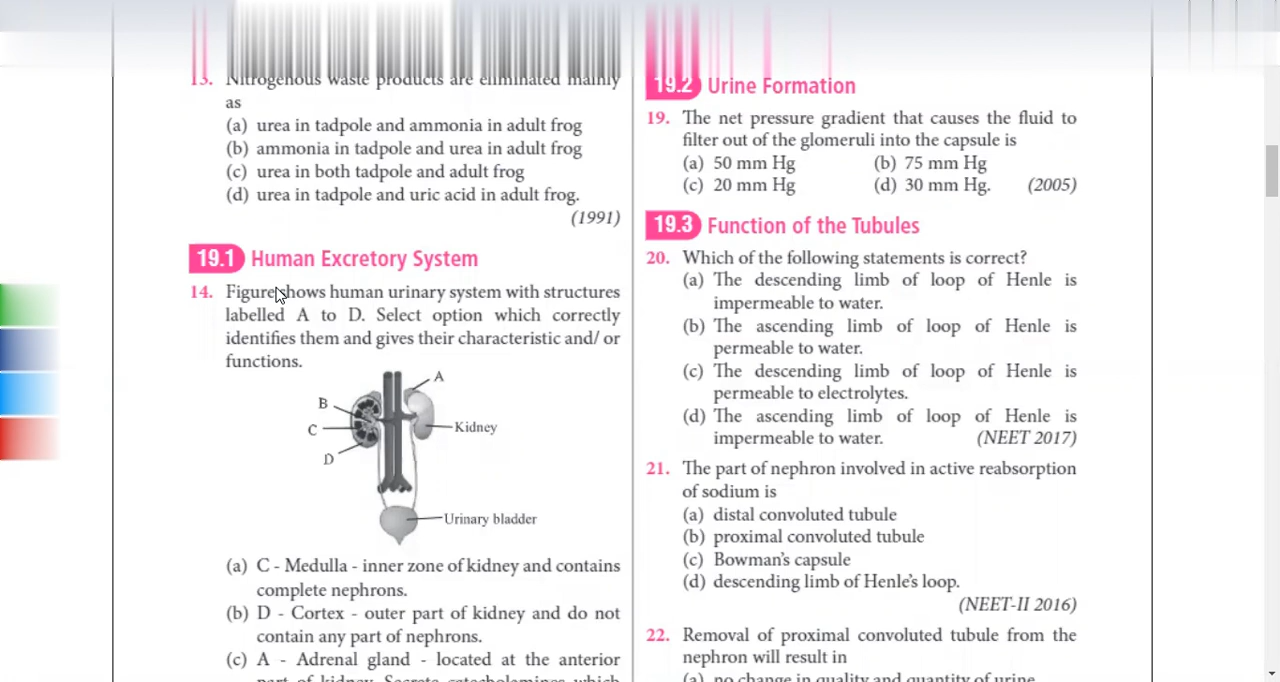 13. Nitrogenous waste products are eliminated mainly
as
(a) urea in tadpole and ammonia in adult frog
(b) ammonia in tadpole and urea in adult frog
(c) urea in both tadpole and adult frog
(d) urea in tadpole and uric acid in adult frog.
(1991)
19.1 Human Excretory System
14. Figure shows human urinary system with structures
labelled A to D. Select option which correctly
identifies them and gives their characteristic and/ or
functions.
A
B
C
Kidney
D
Urinary bladder
(a) C - Medulla - inner zone of kidney and contains
complete nephrons.
(b) D - Cortex - outer part of kidney and do not
contain any part of nephrons.
(c) A - Adrenal gland - located at the anterior
part of kidney. Secrete catecholamines which
19.2 Urine Formation
19. The net pressure gradient that causes the fluid to
filter out of the glomeruli into the capsule is
(a) 50 mm Hg (b) 75 mm Hg
(c) 20 mm Hg (d) 30 mm Hg. (2005)
19.3 Function of the Tubules
20. Which of the following statements is correct?
(a) The descending limb of loop of Henle is
impermeable to water.
(b) The ascending limb of loop of Henle is
permeable to water.
(c) The descending limb of loop of Henle is
permeable to electrolytes.
(d) The ascending limb of loop of Henle is
impermeable to water. (NEET 2017)
21. The part of nephron involved in active reabsorption
of sodium is
(a) distal convoluted tubule
(b) proximal convoluted tubule
(c) Bowman's capsule
(d) descending limb of Henle's loop.
(NEET-II 2016)
22. Removal of proximal convoluted tubule from the
nephron will result in
(a) no change in quality and quantity of urine